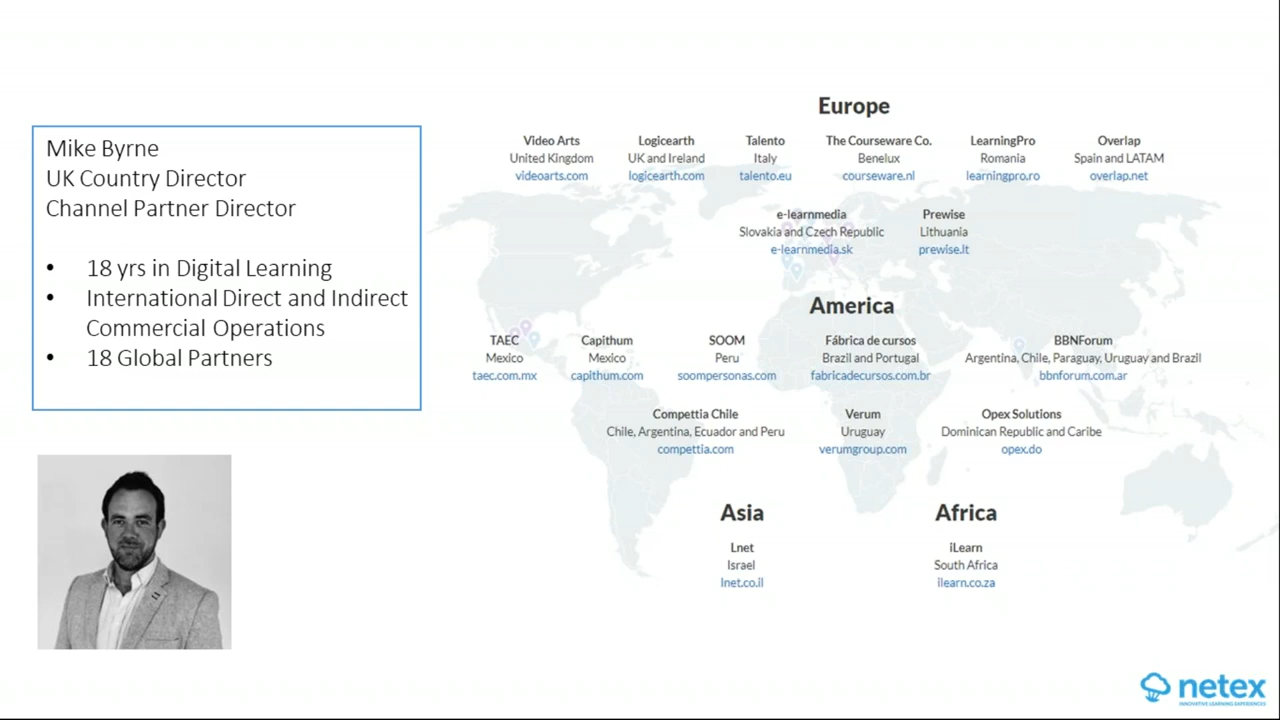 Mike Byrne
UK Country Director
Channel Partner Director
• 18 yrs in Digital Learning
• International Direct and Indirect
Commercial Operations
• 18 Global Partners
Europe
Video Arts
United Kingdom
videoarts.com
Logicearth
UK and Ireland
logicearth.com
Talento
Italy
talento.eu
The Courseware Co.
Benelux
courseware.nl
LearningPro
Romania
learningpro.ro
Overlap
Spain and LATAM
overlap.net
e-learnmedia
Slovakia and Czech Republic
e-learnmedia.sk
Prewise
Lithuania
prewise.lt
America
TAEC
Mexico
taec.com.mx
Capithum
Mexico
capithum.com
SOOM
Peru
soompersonas.com
Fábrica de cursos
Brazil and Portugal
fabricadecursos.com.br
BBNForum
Argentina, Chile, Paraguay, Uruguay and Brazil
bbnforum.com.ar
Compettia Chile
Chile, Argentina, Ecuador and Peru
compettia.com
Verum
Uruguay
verumgroup.com
Opex Solutions
Dominican Republic and Caribe
opex.do
Asia
Lnet
Israel
lnet.co.il
Africa
iLearn
South Africa
ilearn.co.za
netex
INNOVATIVE LEARNING EXPERIENCES